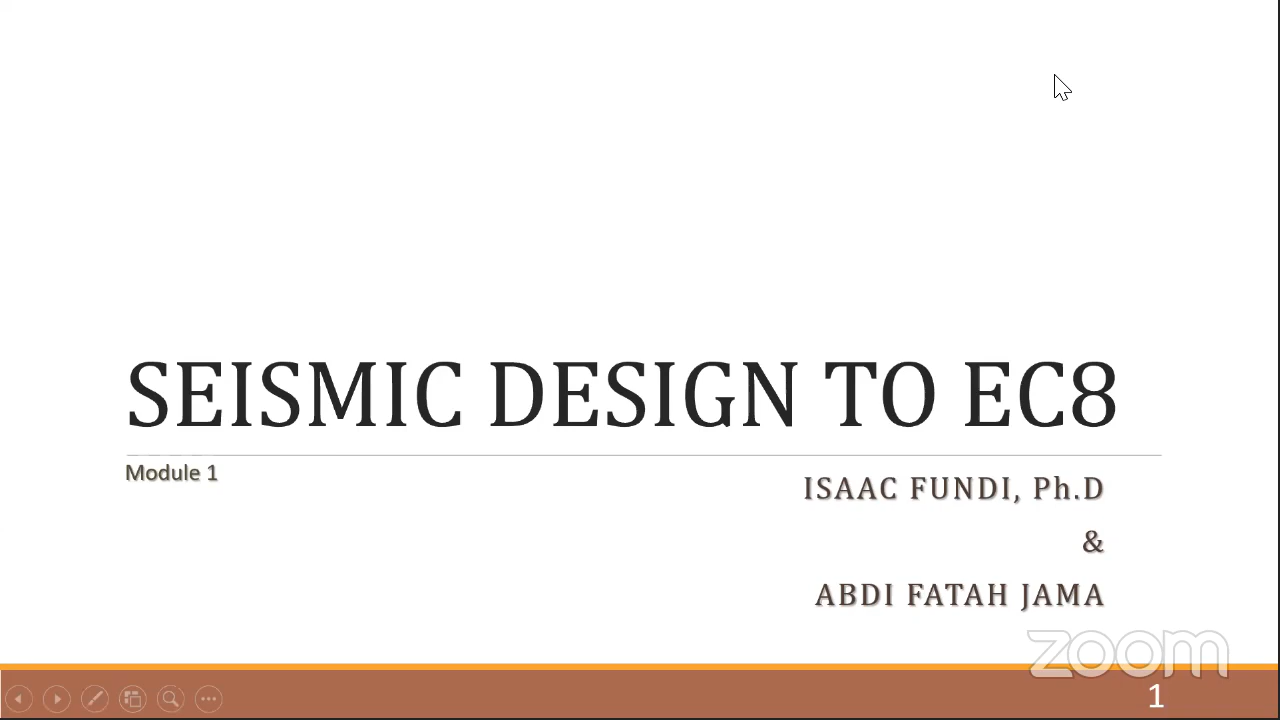 SEISMIC DESIGN TO EC8
Module 1
ISAAC FUNDI, Ph.D
&
ABDI FATAH JAMA
zoom
1